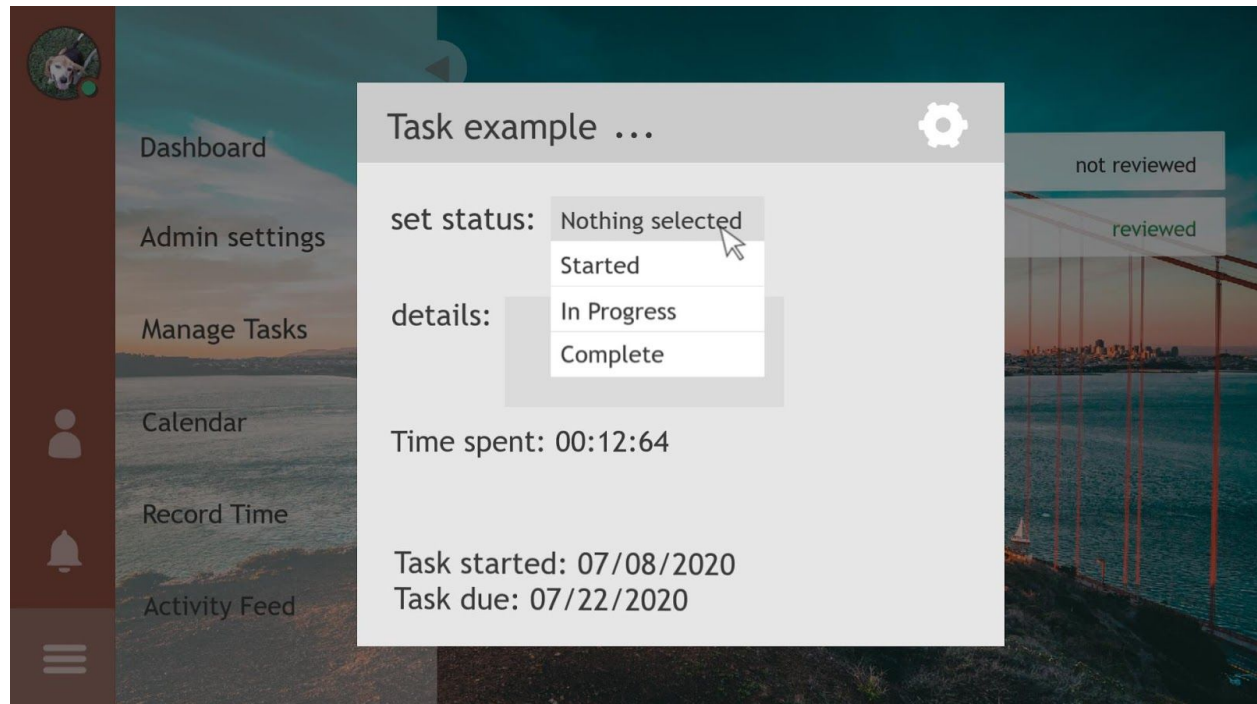 Dashboard
Admin settings
Manage Tasks
Calendar
Record Time
Activity Feed
Task example ...
set status: Nothing selected
Started
In Progress
Complete
details:
Time spent: 00:12:64
Task started: 07/08/2020
Task due: 07/22/2020
not reviewed
reviewed